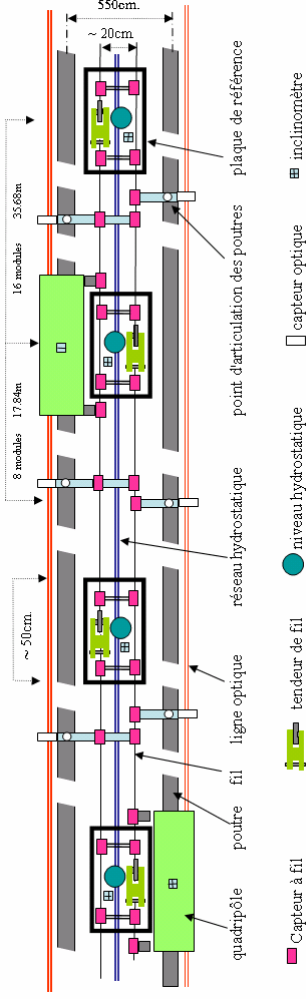 550cm.
~ 20cm.
35.68m
16 modules
17.84m
8 modules
~ 50cm.
plaque de référence
point d'articulation des poutres
réseau hydrostatique
ligne optique
fil
poutre
quadripôle
Capteur à fil
tendeur de fil
niveau hydrostatique
capteur optique
inclinomètre